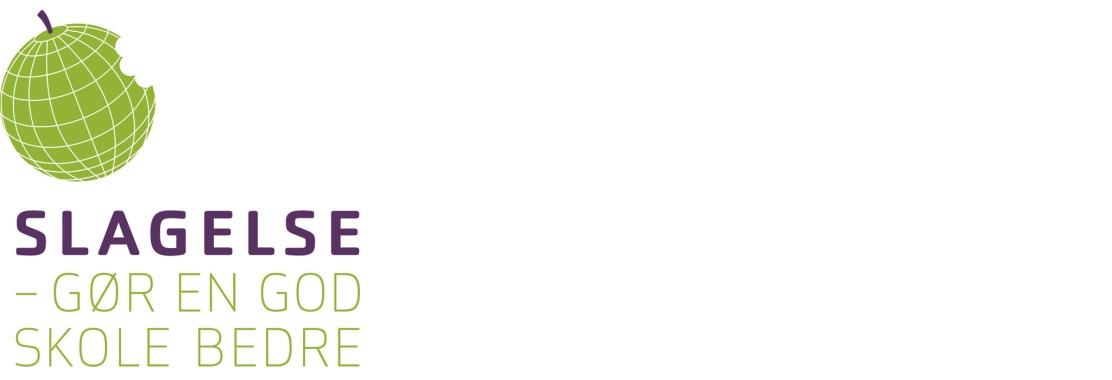 SLAGELSE
– GØR EN GOD
SKOLE BEDRE